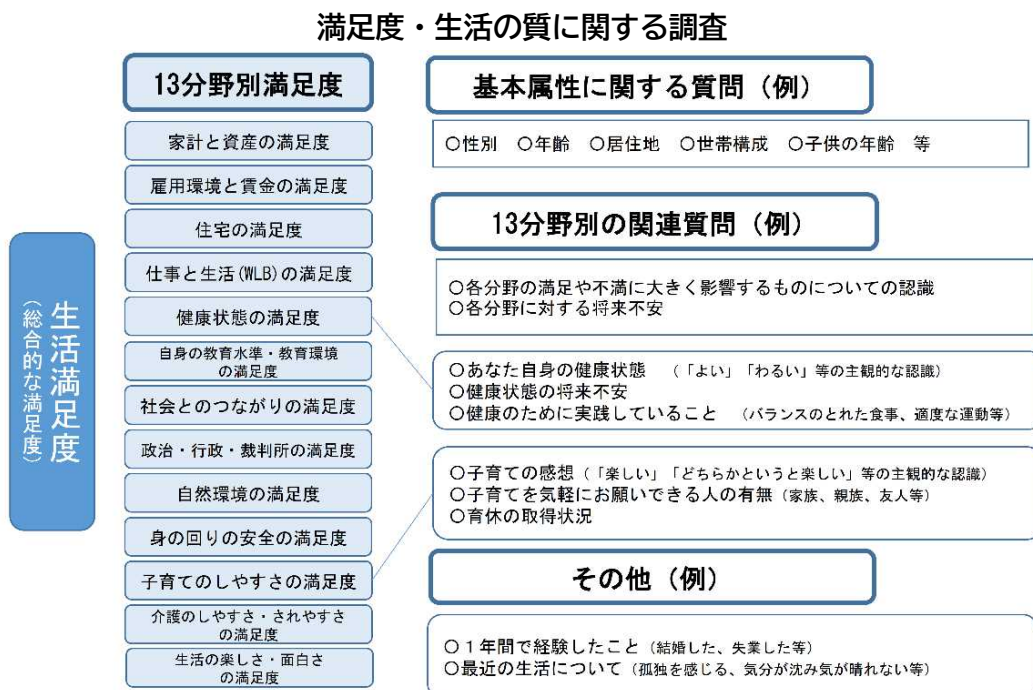 満足度・生活の質に関する調査
生活満足度
（総合的な満足度）
13分野別満足度
家計と資産の満足度
雇用環境と賃金の満足度
住宅の満足度
仕事と生活(WLB)の満足度
健康状態の満足度
自身の教育水準・教育環境
の満足度
社会とのつながりの満足度
政治・行政・裁判所の満足度
自然環境の満足度
身の回りの安全の満足度
子育てのしやすさの満足度
介護のしやすさ・されやすさ
の満足度
生活の楽しさ・面白さ
の満足度
基本属性に関する質問（例）
○性別　○年齢　○居住地　○世帯構成　○子供の年齢　等
13分野別の関連質問（例）
○各分野の満足や不満に大きく影響するものについての認識
○各分野に対する将来不安
○あなた自身の健康状態　（「よい」「わるい」等の主観的な認識）
○健康状態の将来不安
○健康のために実践していること　（バランスのとれた食事、適度な運動等）
○子育ての感想（「楽しい」「どちらかというと楽しい」等の主観的な認識）
○子育てを気軽にお願いできる人の有無（家族、親族、友人等）
○育休の取得状況
その他（例）
○１年間で経験したこと（結婚した、失業した等）
○最近の生活について（孤独を感じる、気分が沈み気が晴れない等）